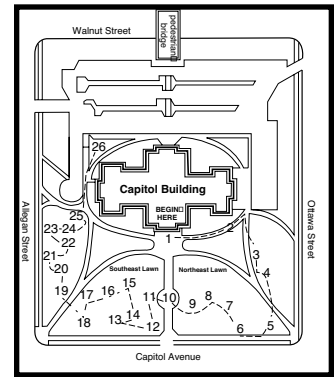 Walnut Street
pedestrian
bridge
26
Capitol Building
BEGIN
HERE
Allegan Street
Ottawa Street
25
23
24
22
21
20
19
1
2
3
4
Southeast Lawn
Northeast Lawn
17
16
15
11
10
9
8
7
18
13
14
12
6
5
Capitol Avenue